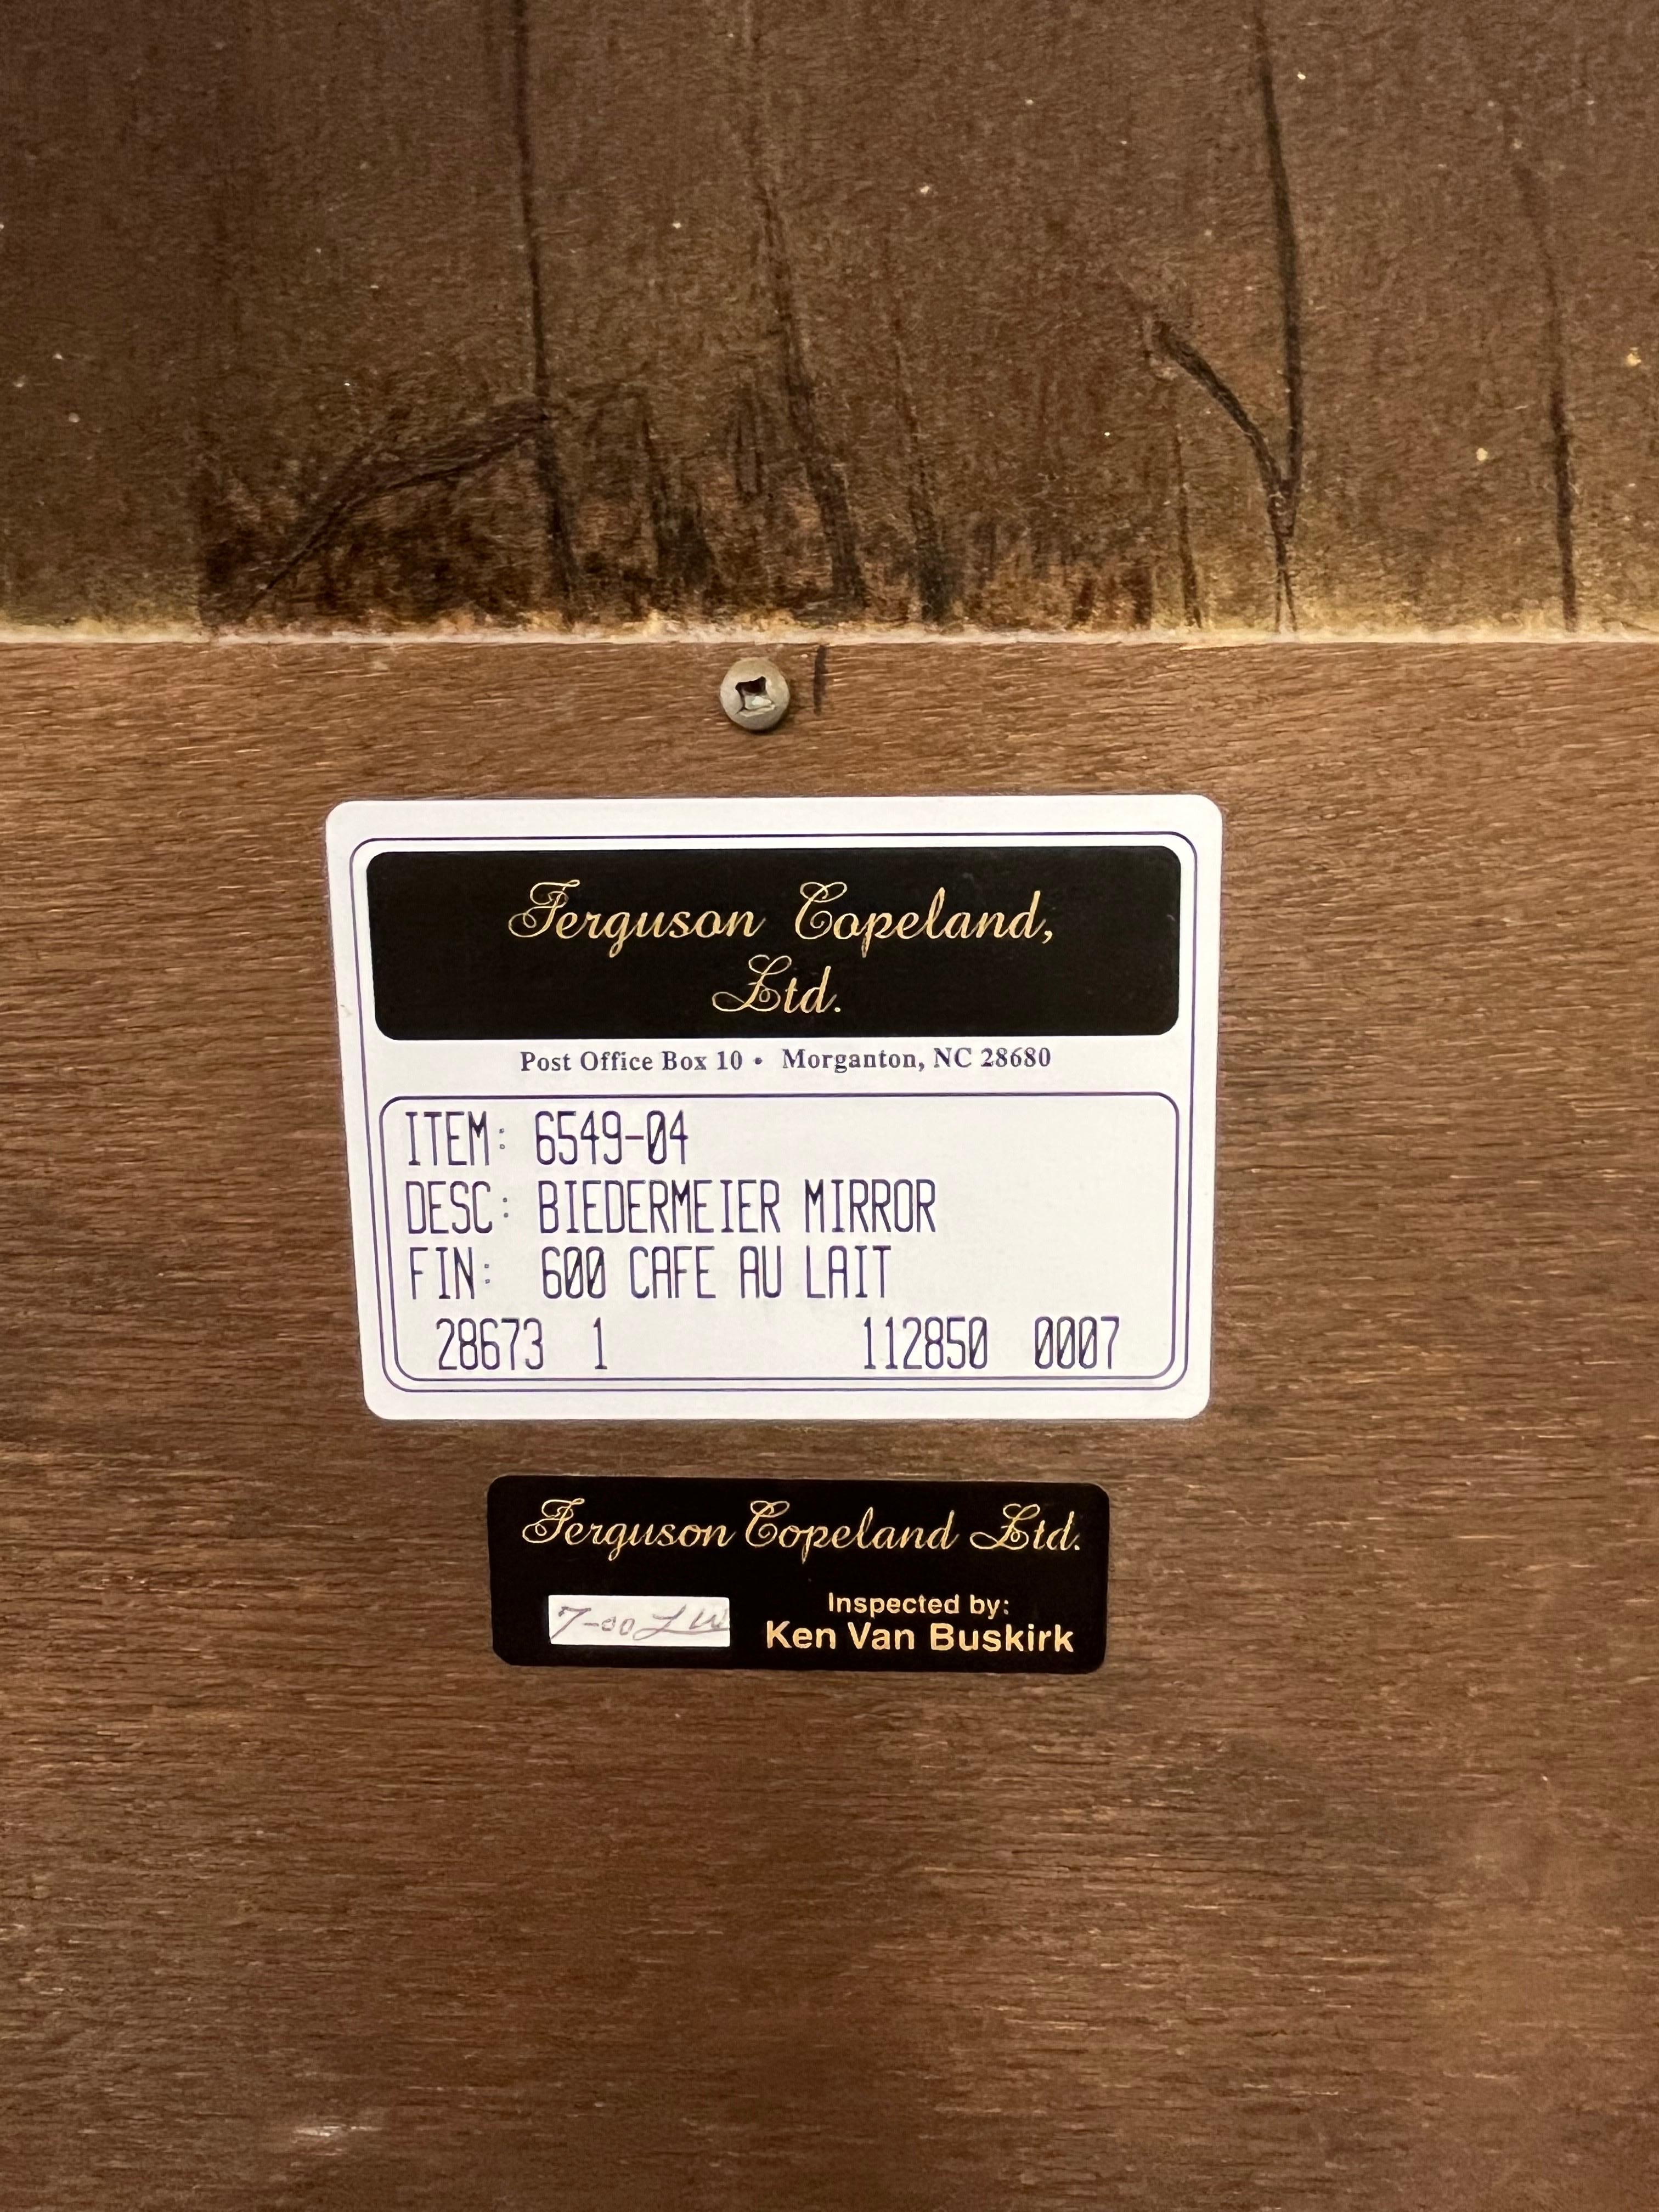 Ferguson Copeland,
Ltd.
Post Office Box 10 • Morganton, NC 28680
ITEM: 6549-04
DESC: BIEDERMEIER MIRROR
FIN: 600 CAFE AU LAIT
28673 1 112850 0007
Ferguson Copeland Ltd.
Inspected by:
7-00 LW Ken Van Buskirk